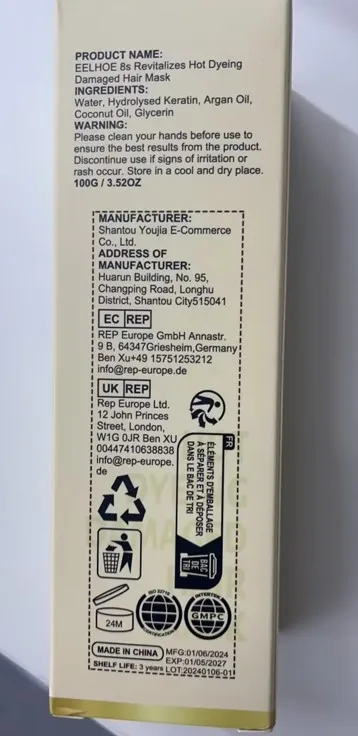 PRODUCT NAME:
EELHOE 8s Revitalizes Hot Dyeing
Damaged Hair Mask
INGREDIENTS:
Water, Hydrolysed Keratin, Argan Oil,
Coconut Oil, Glycerin
WARNING:
Please clean your hands before use to
ensure the best results from the product.
Discontinue use if signs of irritation or
rash occur. Store in a cool and dry place.
100G / 3.52OZ
MANUFACTURER:
Shantou Youjia E-Commerce
Co., Ltd.
ADDRESS OF
MANUFACTURER:
Huarun Building, No. 95,
Changping Road, Longhu
District, Shantou City515041
EC REP
REP Europe GmbH Annastr.
9 B, 64347Griesheim,Germany
Ben Xu+49 15751253212
info@rep-europe.de
UK REP
Rep Europe Ltd.
12 John Princes
Street, London,
W1G 0JR Ben XU
00447410638838
info@rep-europe.
de
FR
ÉLÉMENTS D'EMBALLAGE
À SÉPARER ET À DÉPOSER
DANS LE BAC DE TRI
BAC
DE
TRI
24M
GMPC
MADE IN CHINA
SHELF LIFE: 3 years
MFG:01/06/2024
EXP:01/05/2027
LOT:20240106-01